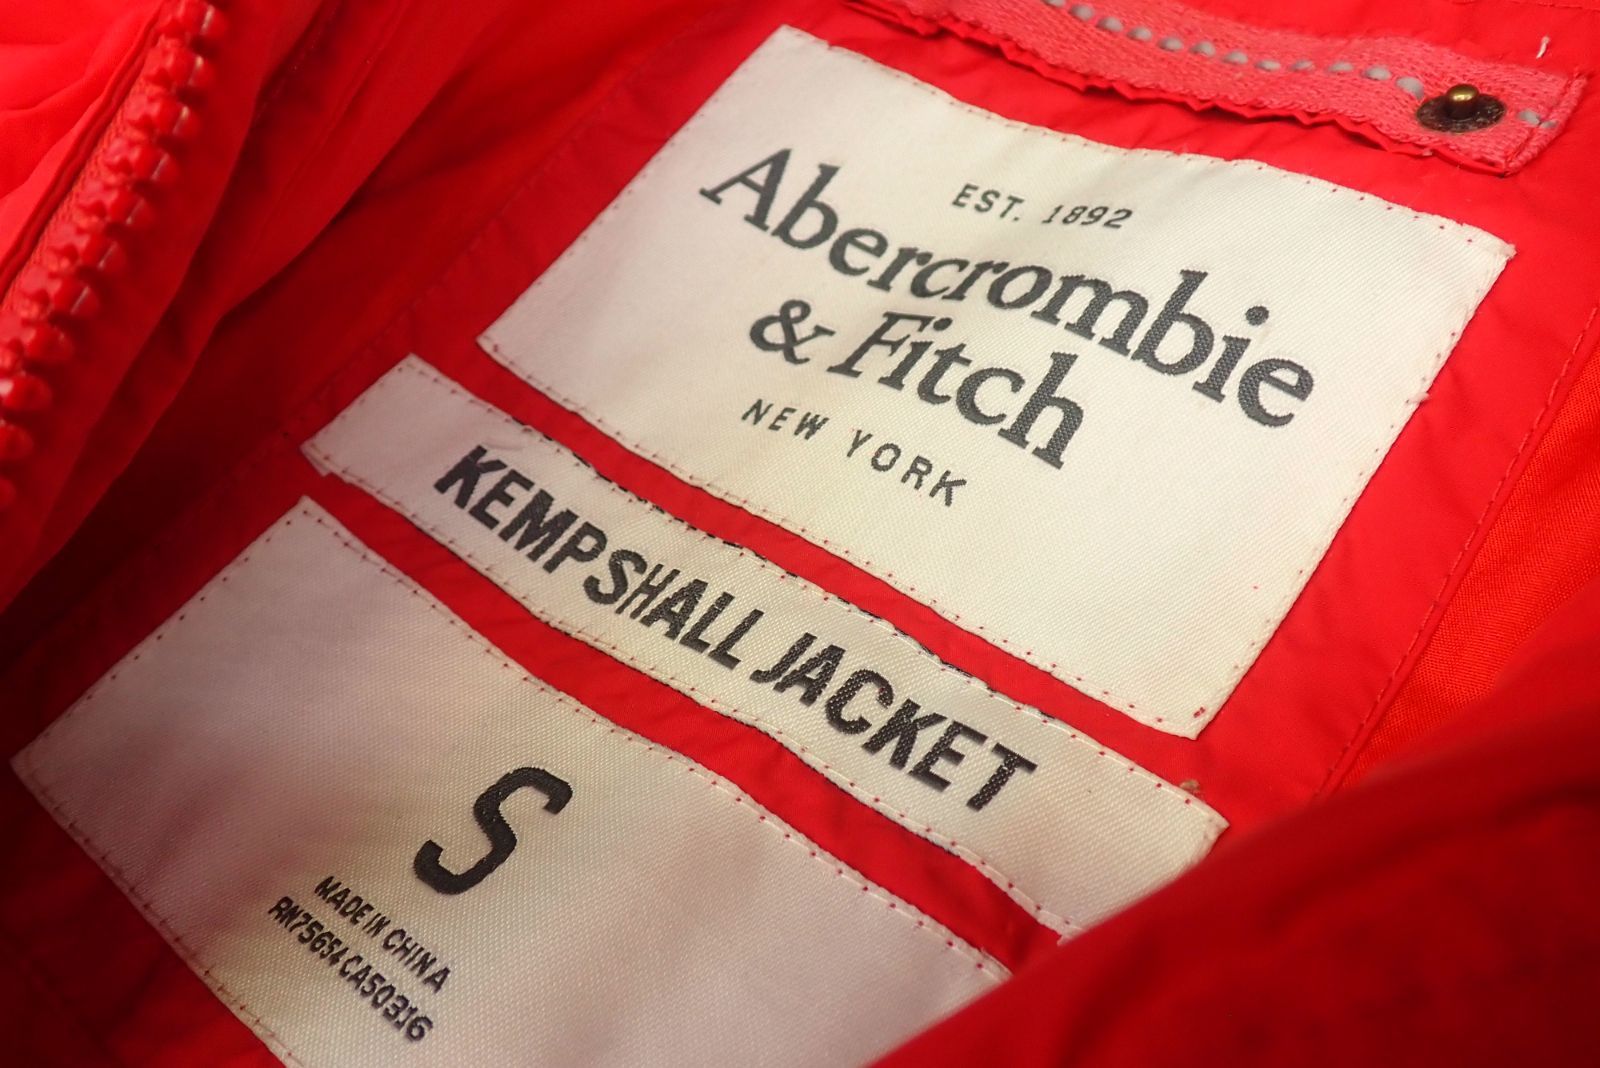 EST. 1892
Abercrombie
& Fitch
NEW YORK
KEMPSHALL JACKET
S
MADE IN CHINA
RN75654 CA50316